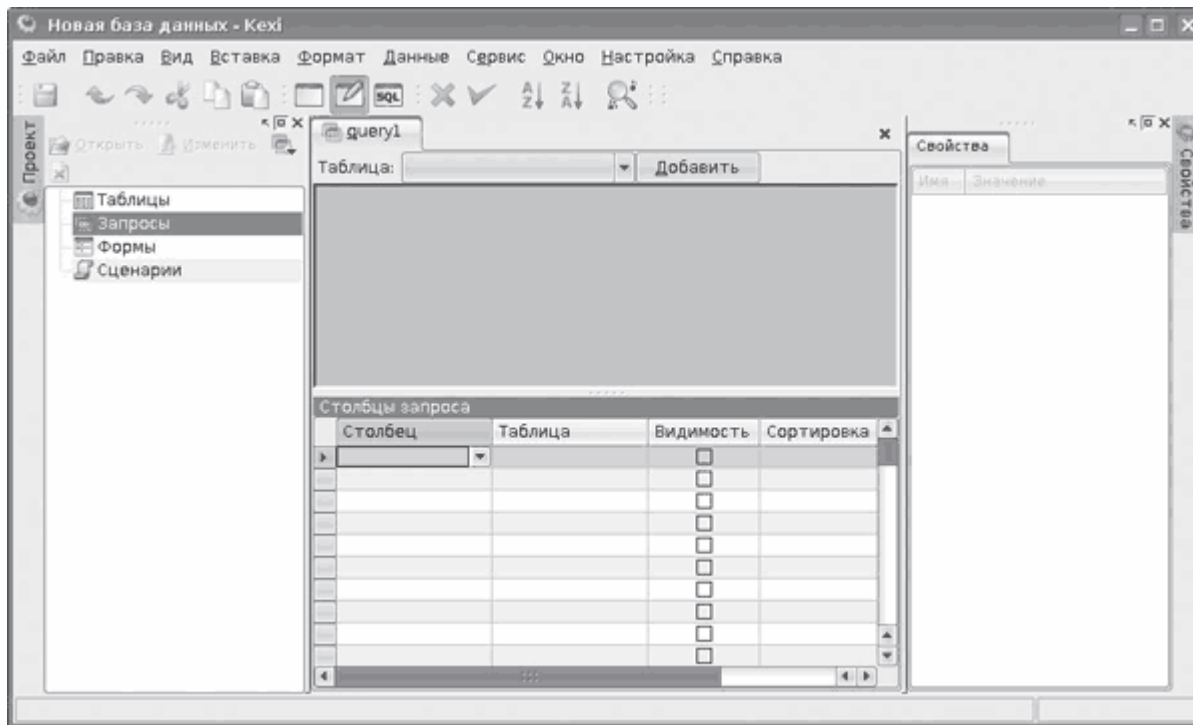 Новая база данных - Kexi
Файл Правка Вид Вставка Формат Данные Сервис Окно Настройка Справка
SQL
A Z Z A
Проект
Открыть Изменить
Таблицы
Запросы
Формы
Сценарии
query1
Таблица: Добавить
Столбцы запроса
Столбец Таблица Видимость Сортировка
Свойства
Имя Значение
Свойства